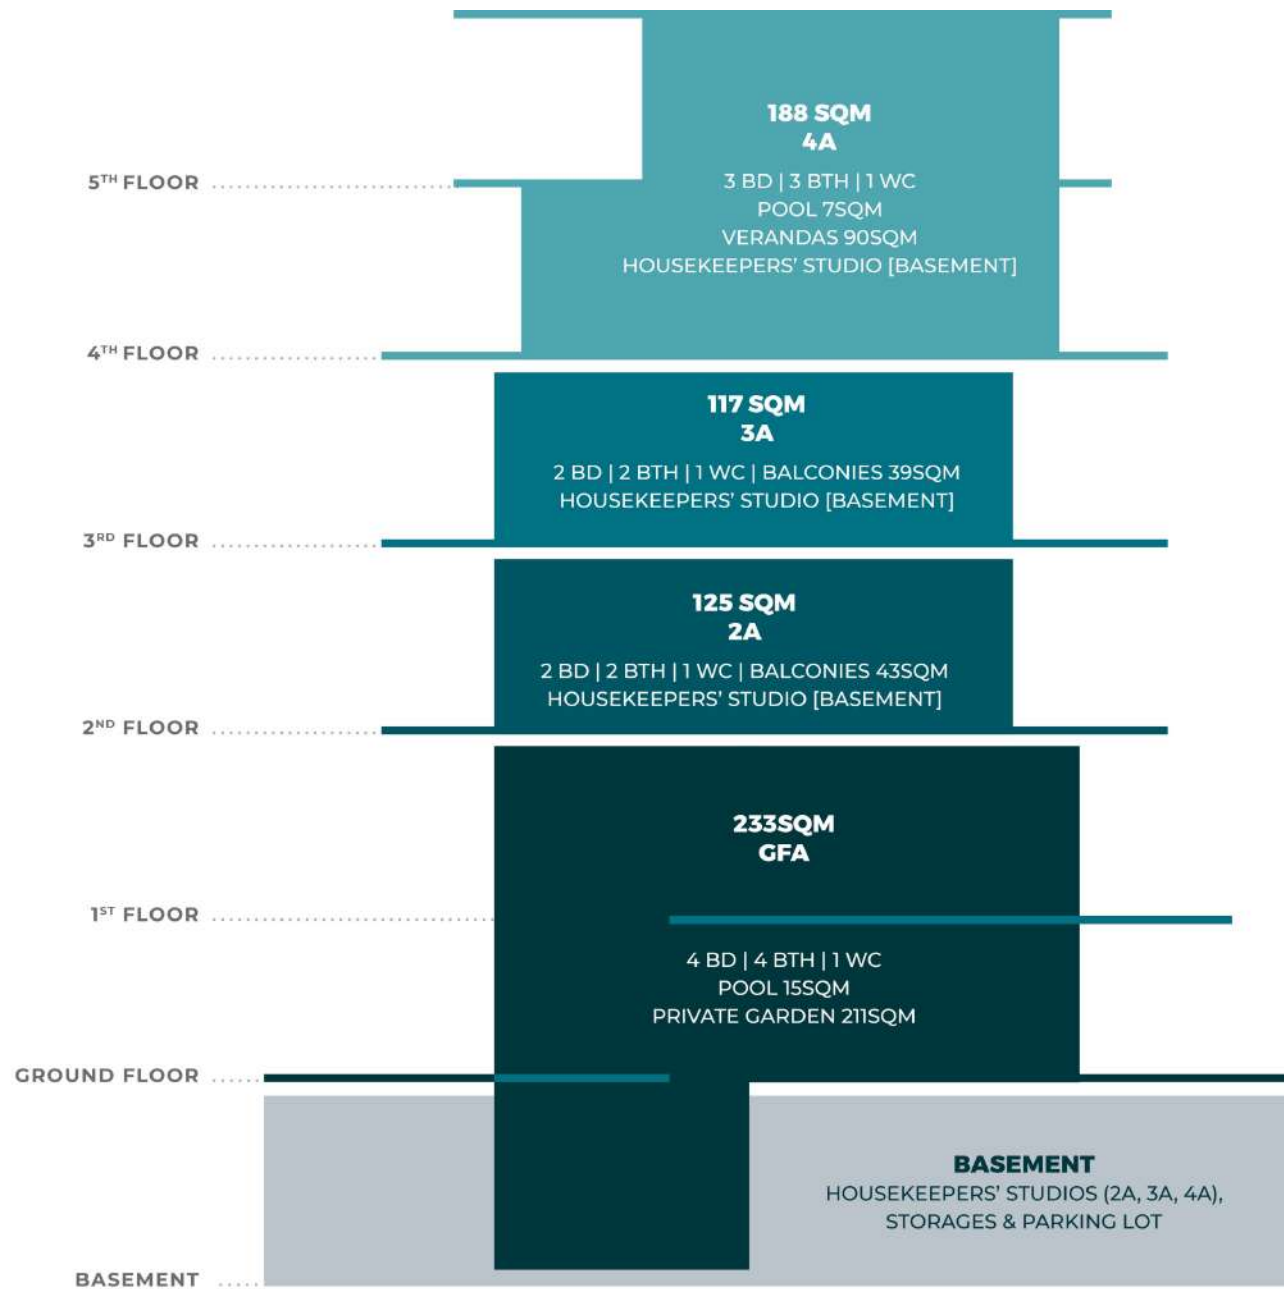 188 SQM
4A
3 BD | 3 BTH | 1 WC
POOL 7SQM
VERANDAS 90SQM
HOUSEKEEPERS’ STUDIO [BASEMENT]
5TH FLOOR
4TH FLOOR
117 SQM
3A
2 BD | 2 BTH | 1 WC | BALCONIES 39SQM
HOUSEKEEPERS’ STUDIO [BASEMENT]
3RD FLOOR
125 SQM
2A
2 BD | 2 BTH | 1 WC | BALCONIES 43SQM
HOUSEKEEPERS’ STUDIO [BASEMENT]
2ND FLOOR
233SQM
GFA
1ST FLOOR
4 BD | 4 BTH | 1 WC
POOL 15SQM
PRIVATE GARDEN 211SQM
GROUND FLOOR
BASEMENT
HOUSEKEEPERS’ STUDIOS (2A, 3A, 4A),
STORAGES & PARKING LOT
BASEMENT